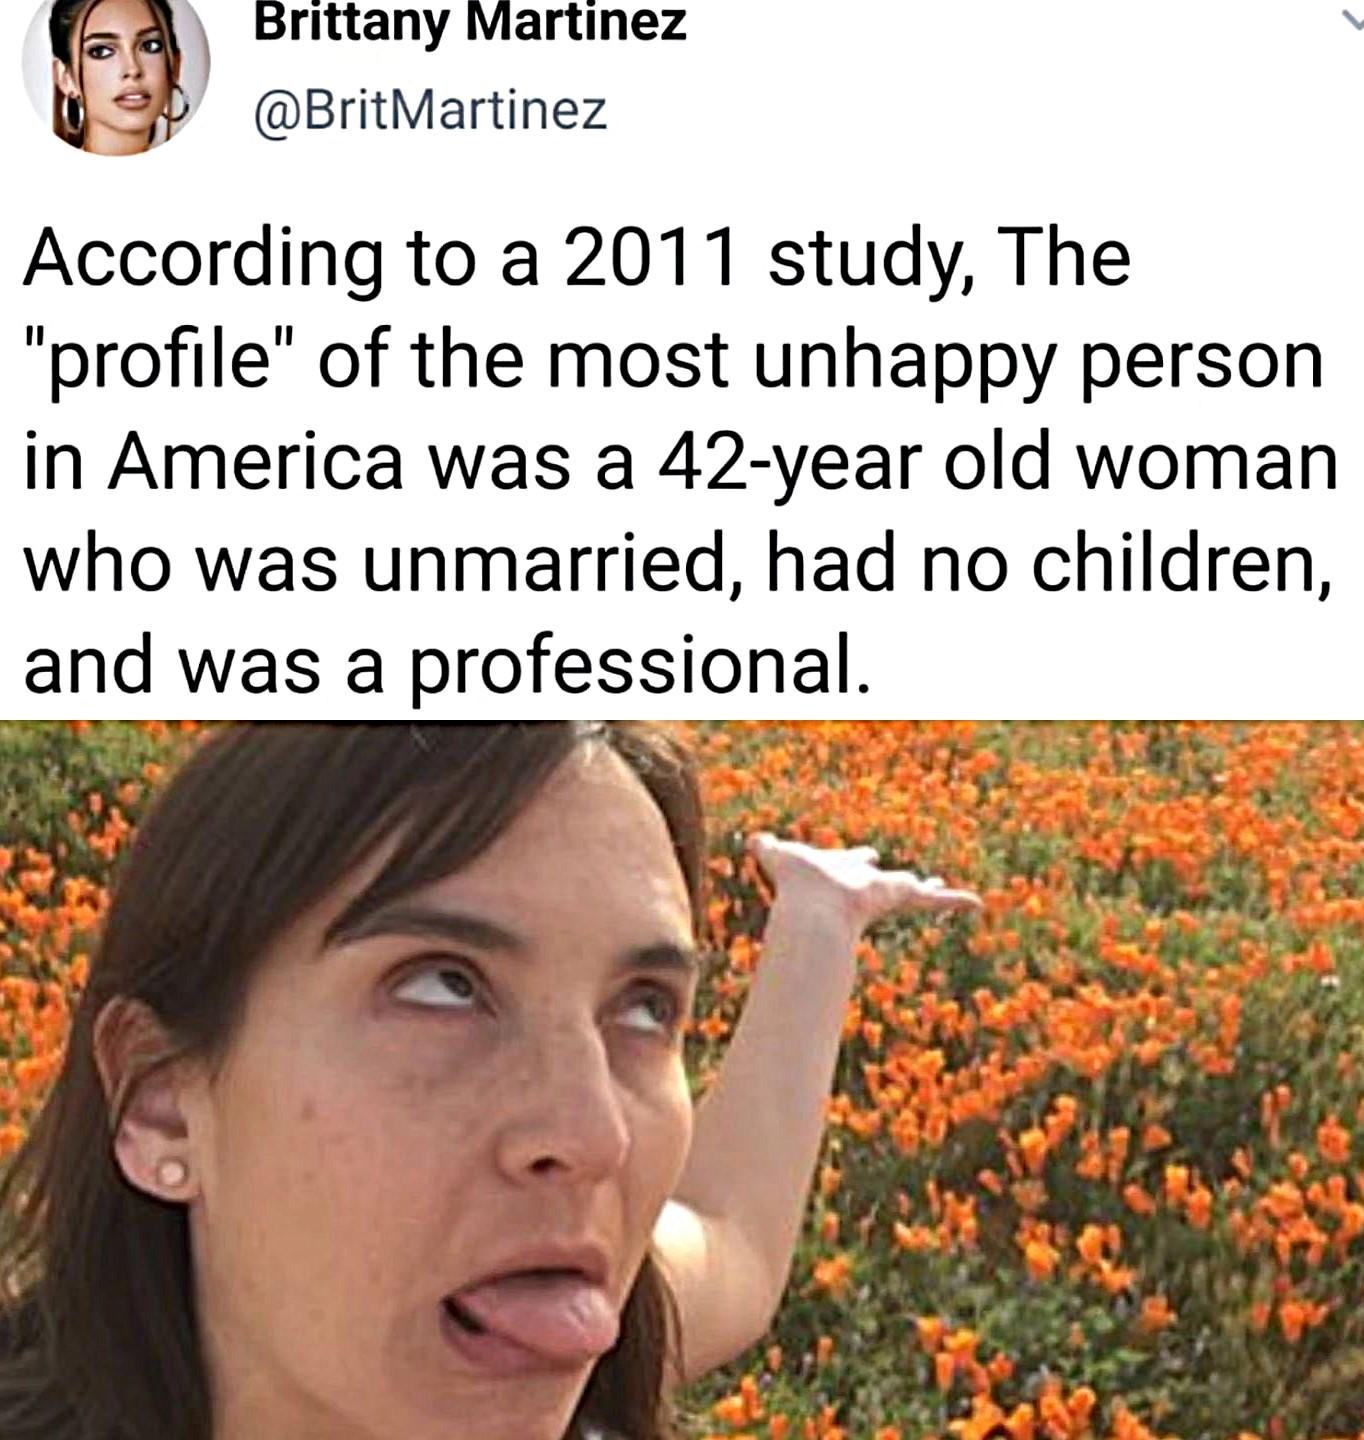 Brittany Martinez
@BritMartinez
According to a 2011 study, The
"profile" of the most unhappy person
in America was a 42-year old woman
who was unmarried, had no children,
and was a professional.